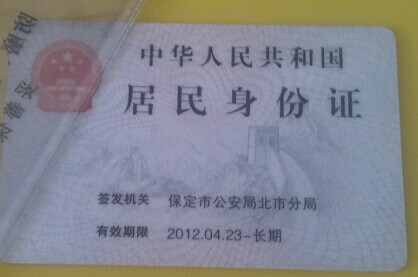 中华人民共和国
居民身份证
签发机关 保定市公安局北市分局
有效期限 2012.04.23-长期